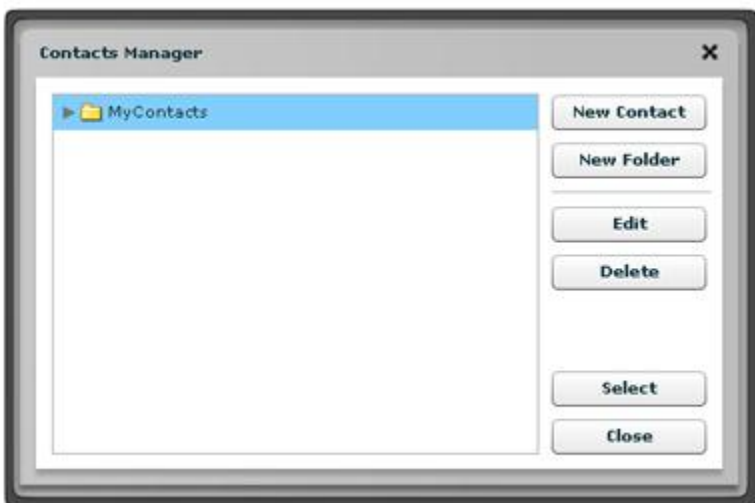 Contacts Manager
MyContacts
New Contact
New Folder
Edit
Delete
Select
Close